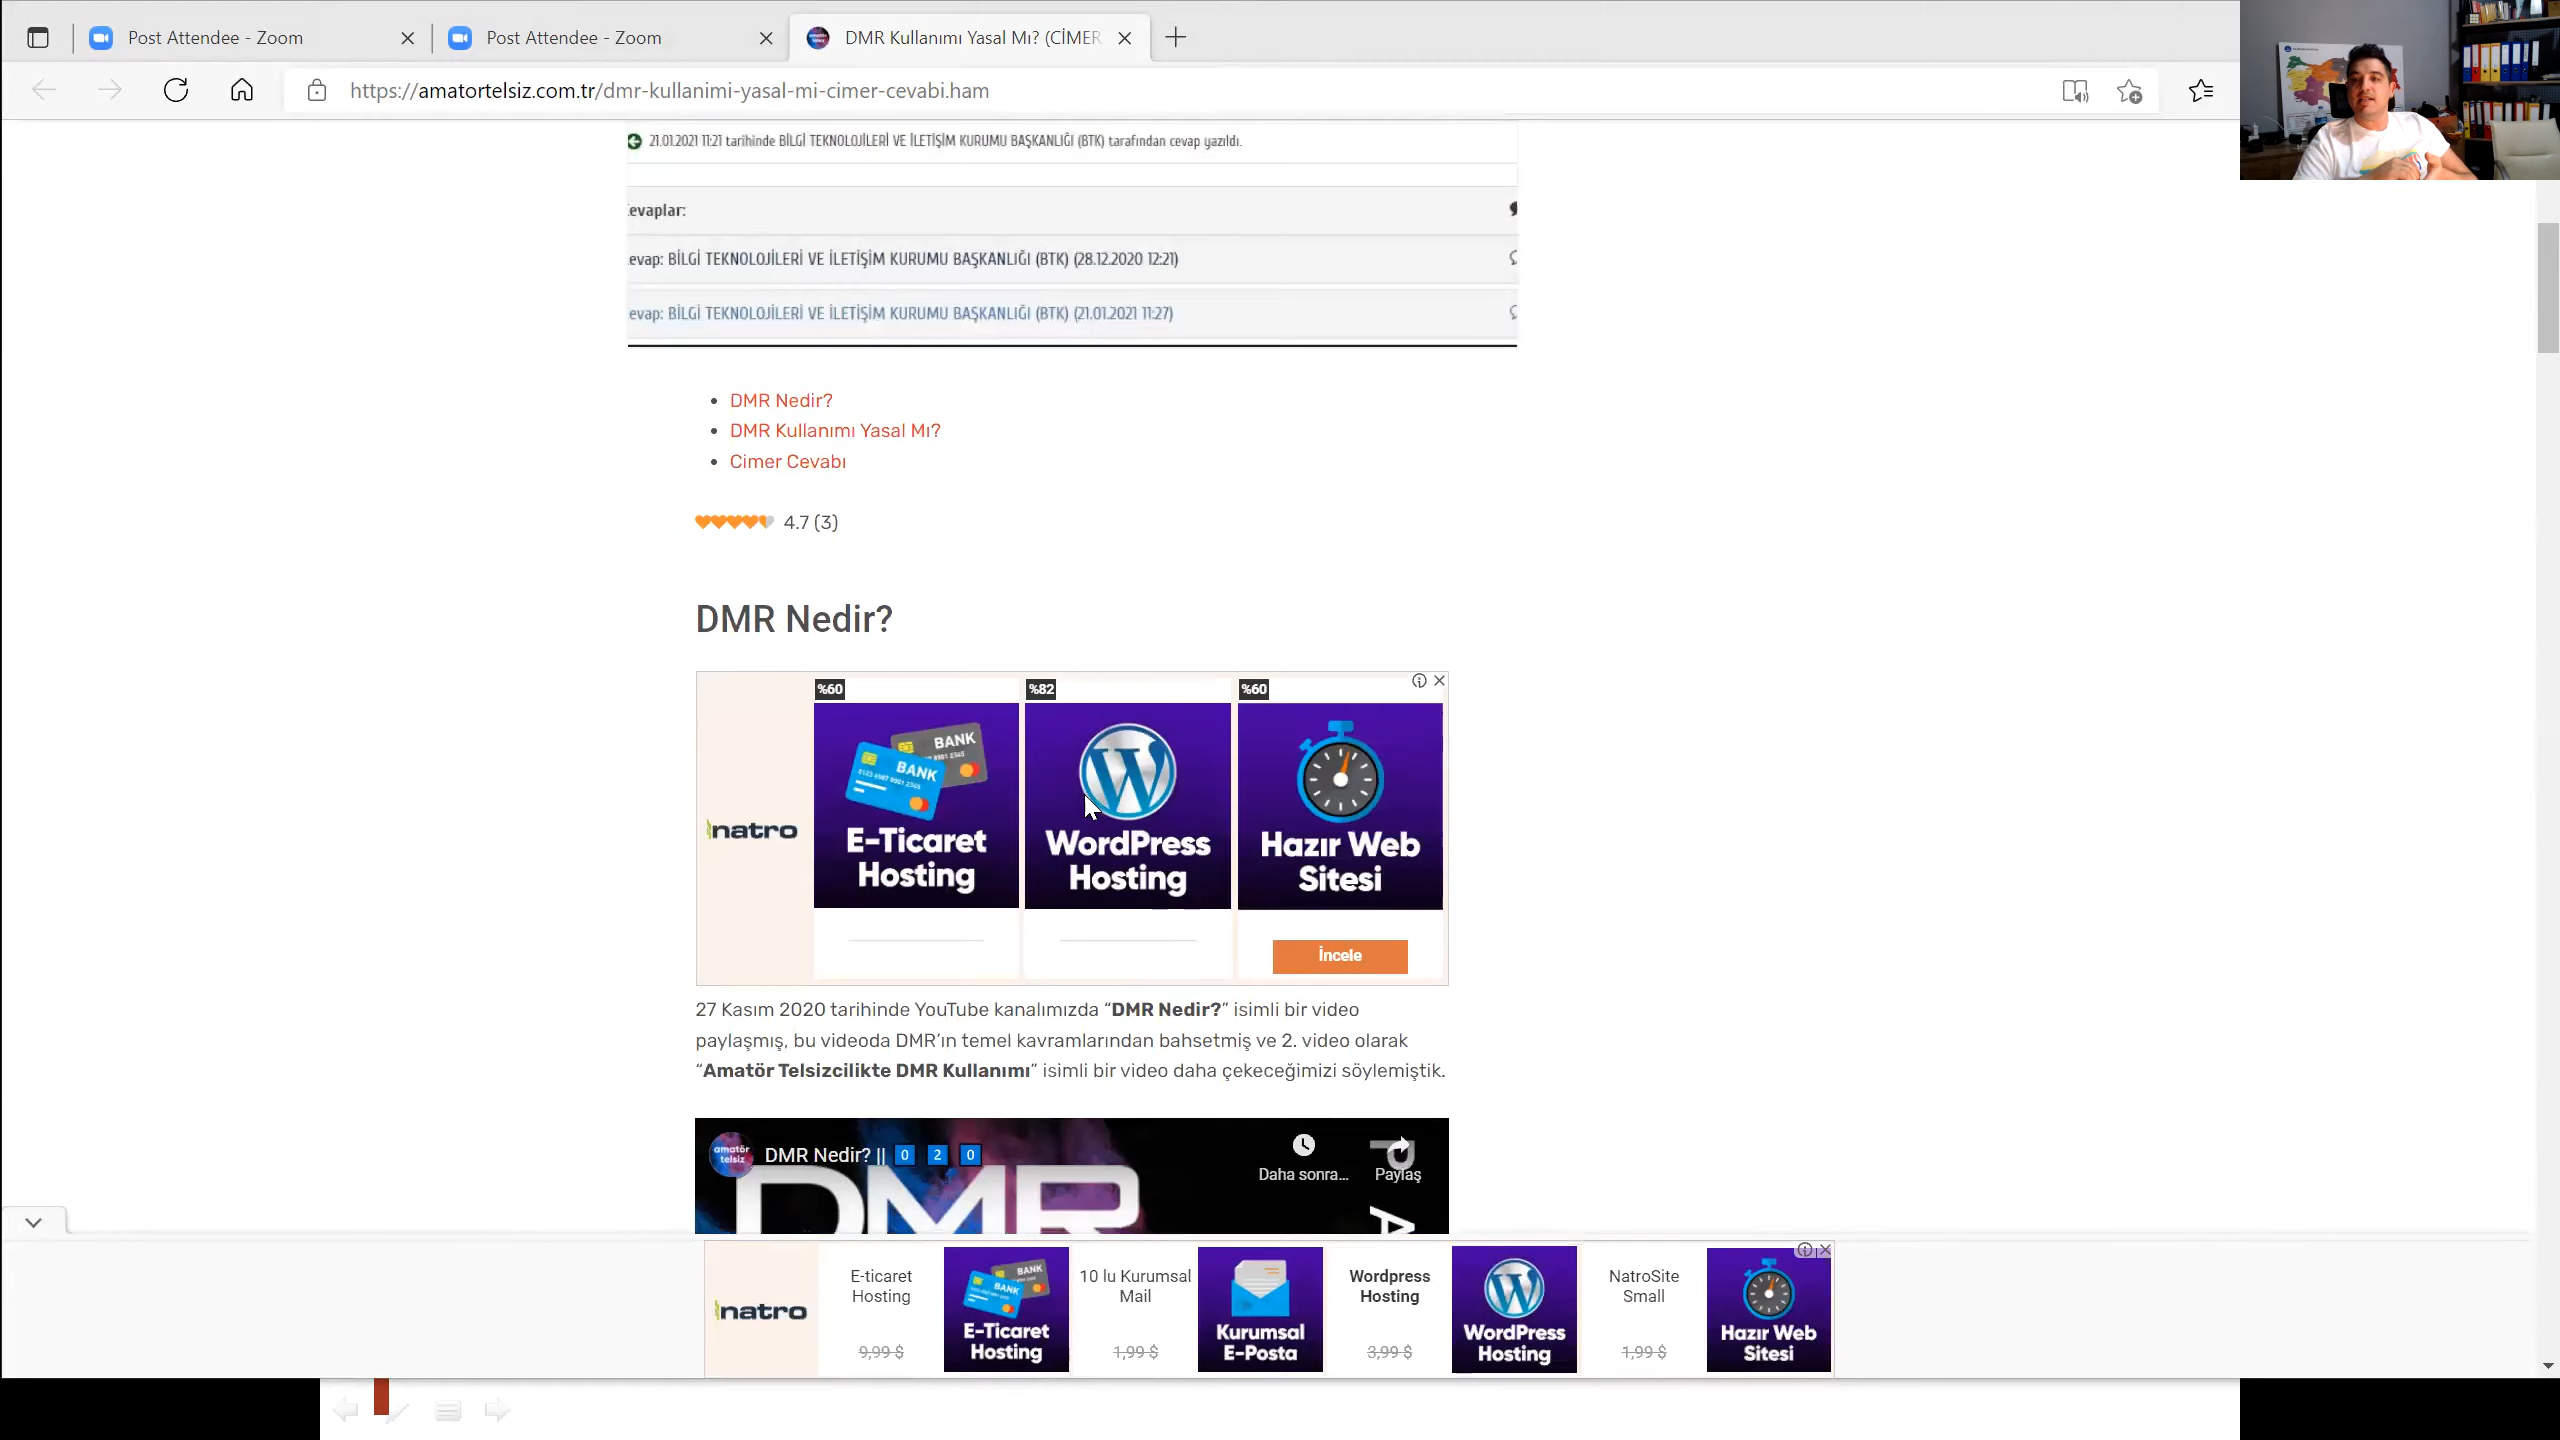 Post Attendee - Zoom
Post Attendee - Zoom
DMR Kullanımı Yasal Mı? (CİMER
https://amatortelsiz.com.tr/dmr-kullanimi-yasal-mi-cimer-cevabi.ham
21.01.2021 11:21 tarihinde BİLGİ TEKNOLOJİLERİ VE İLETİŞİM KURUMU BAŞKANLIĞI (BTK) tarafından cevap yazıldı.
evaplar:
evap: BİLGİ TEKNOLOJİLERİ VE İLETİŞİM KURUMU BAŞKANLIĞI (BTK) (28.12.2020 12:21)
evap: BİLGİ TEKNOLOJİLERİ VE İLETİŞİM KURUMU BAŞKANLIĞI (BTK) (21.01.2021 11:27)
DMR Nedir?
DMR Kullanımı Yasal Mı?
Cimer Cevabı
4.7 (3)
DMR Nedir?
natro
%60
BANK
BANK
E-Ticaret
Hosting
%82
WordPress
Hosting
%60
Hazır Web
Sitesi
İncele
27 Kasım 2020 tarihinde YouTube kanalımızda “DMR Nedir?” isimli bir video
paylaşmış, bu videoda DMR’ın temel kavramlarından bahsetmiş ve 2. video olarak
“Amatör Telsizcilikte DMR Kullanımı” isimli bir video daha çekeceğimizi söylemiştik.
amatör
telsiz
DMR Nedir? || 0 2 0
Daha sonra...
Paylaş
DMR
natro
E-ticaret
Hosting
9,99 $
BANK
BANK
E-Ticaret
Hosting
10 lu Kurumsal
Mail
1,99 $
Kurumsal
E-Posta
Wordpress
Hosting
3,99 $
WordPress
Hosting
NatroSite
Small
1,99 $
Hazır Web
Sitesi